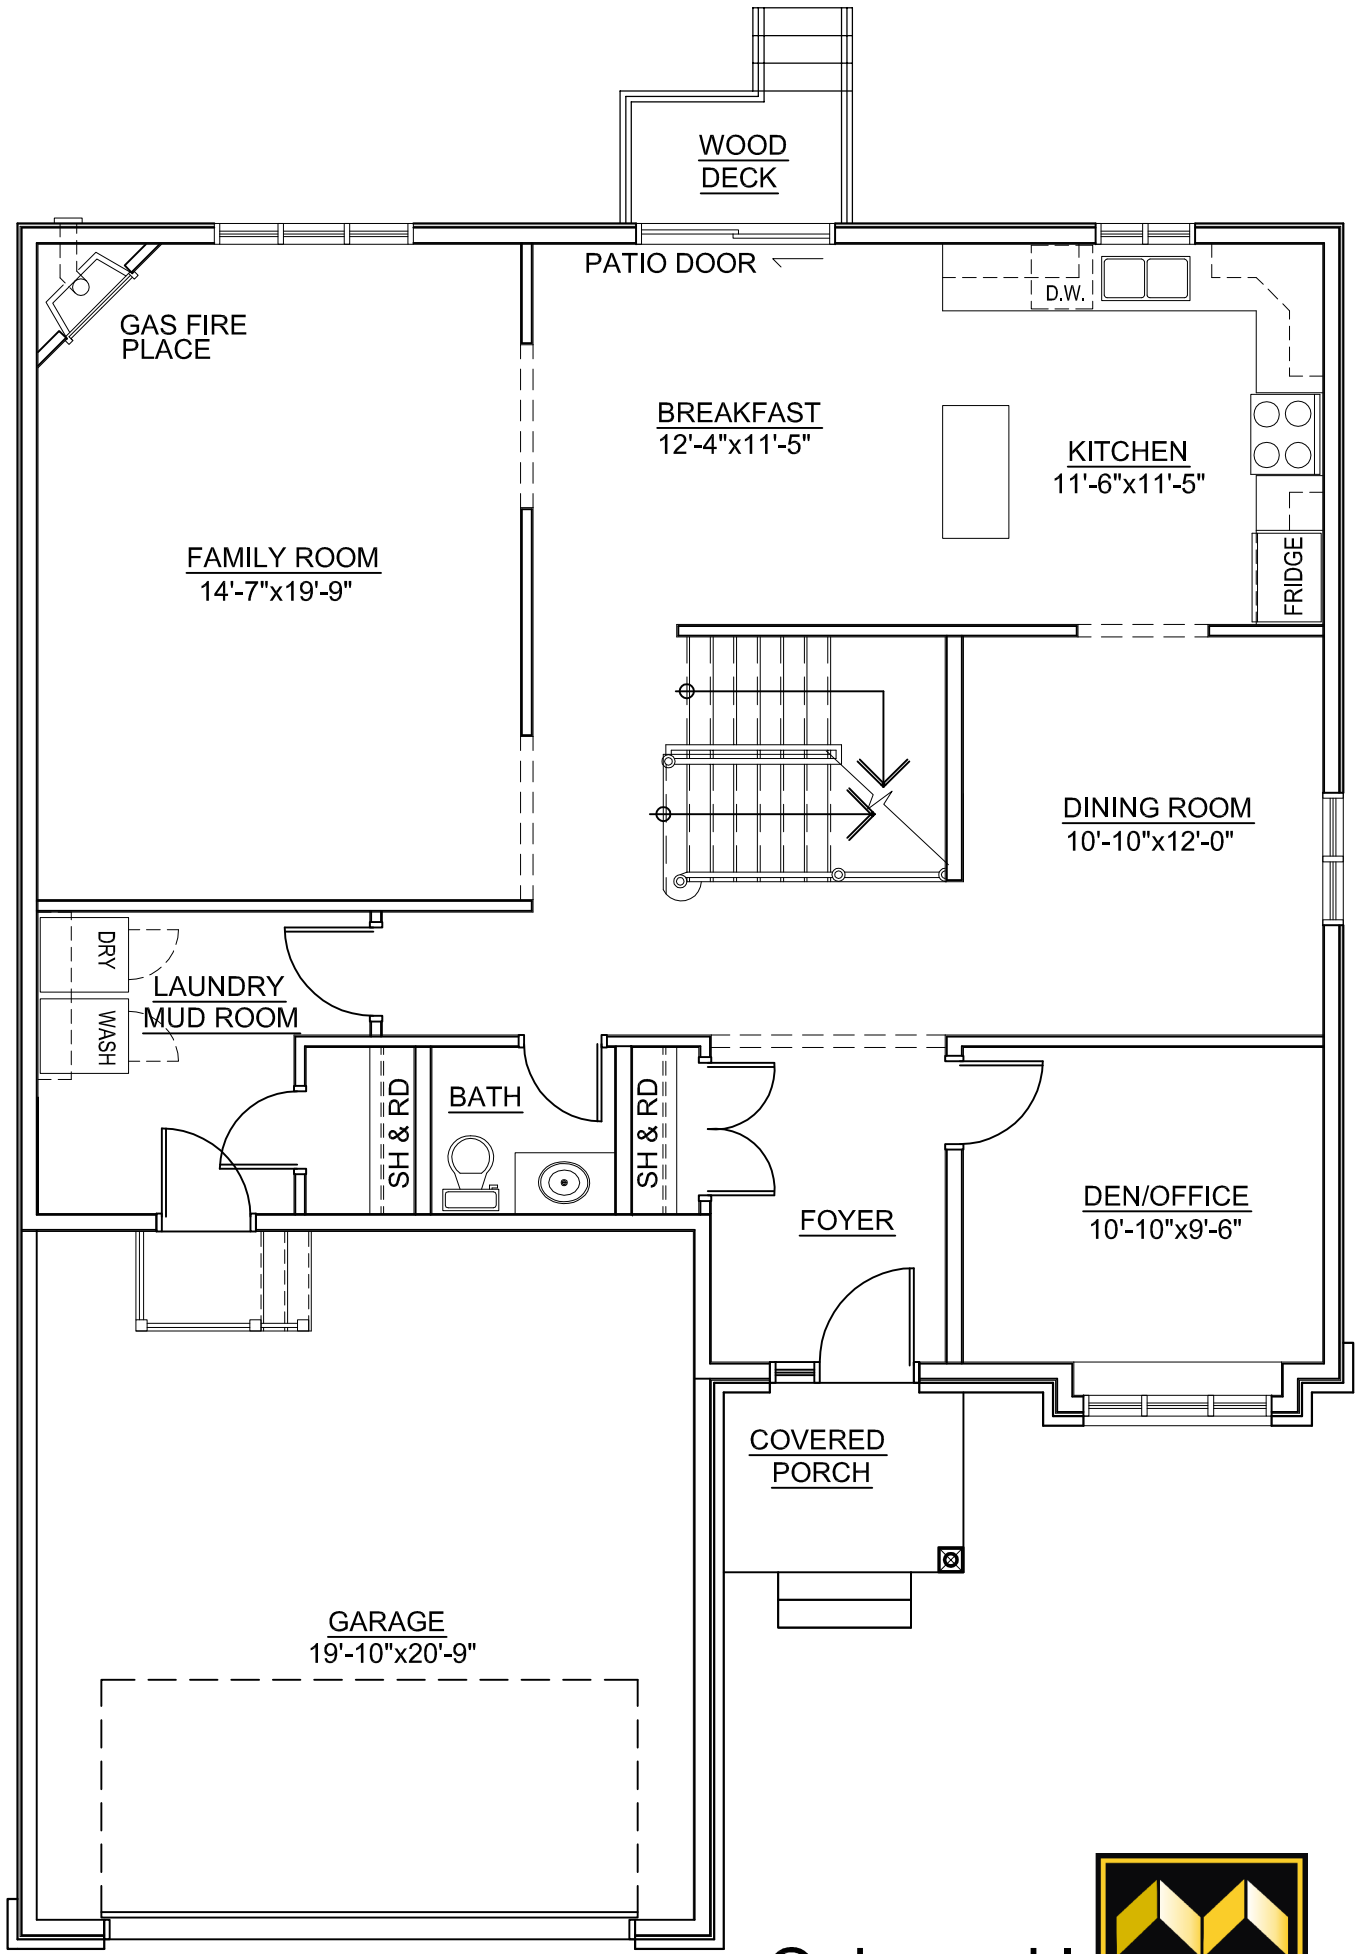 WOOD
DECK
PATIO DOOR
D.W.
GAS FIRE
PLACE
BREAKFAST
12'-4"x11'-5"
KITCHEN
11'-6"x11'-5"
FRIDGE
FAMILY ROOM
14'-7"x19'-9"
DINING ROOM
10'-10"x12'-0"
DRY
WASH
LAUNDRY
MUD ROOM
SH & RD
BATH
SH & RD
FOYER
DEN/OFFICE
10'-10"x9'-6"
COVERED
PORCH
GARAGE
19'-10"x20'-9"